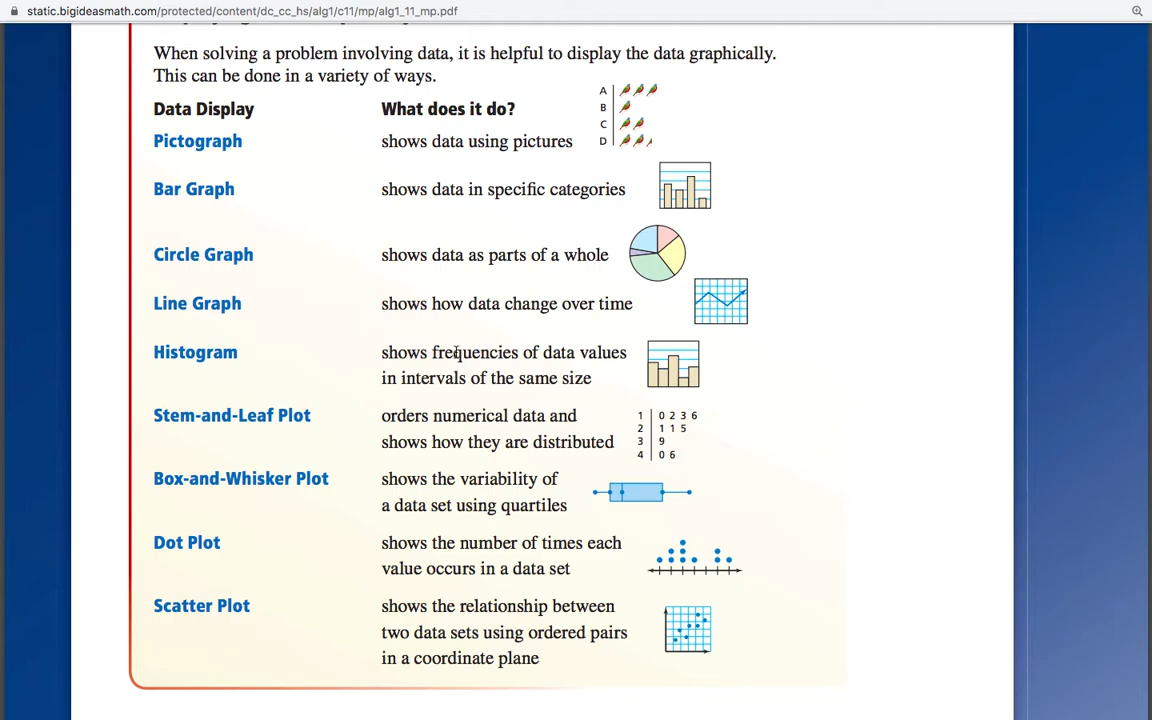 static.bigideasmath.com/protected/content/dc_cc_hs/alg1/c11/mp/alg1_11_mp.pdf
When solving a problem involving data, it is helpful to display the data graphically.
This can be done in a variety of ways.
Data Display What does it do?
A
B
C
D
Pictograph shows data using pictures
Bar Graph shows data in specific categories
Circle Graph shows data as parts of a whole
Line Graph shows how data change over time
Histogram shows frequencies of data values
in intervals of the same size
Stem-and-Leaf Plot orders numerical data and
shows how they are distributed
1 0 2 3 6
2 1 1 5
3 9
4 0 6
Box-and-Whisker Plot shows the variability of
a data set using quartiles
Dot Plot shows the number of times each
value occurs in a data set
Scatter Plot shows the relationship between
two data sets using ordered pairs
in a coordinate plane